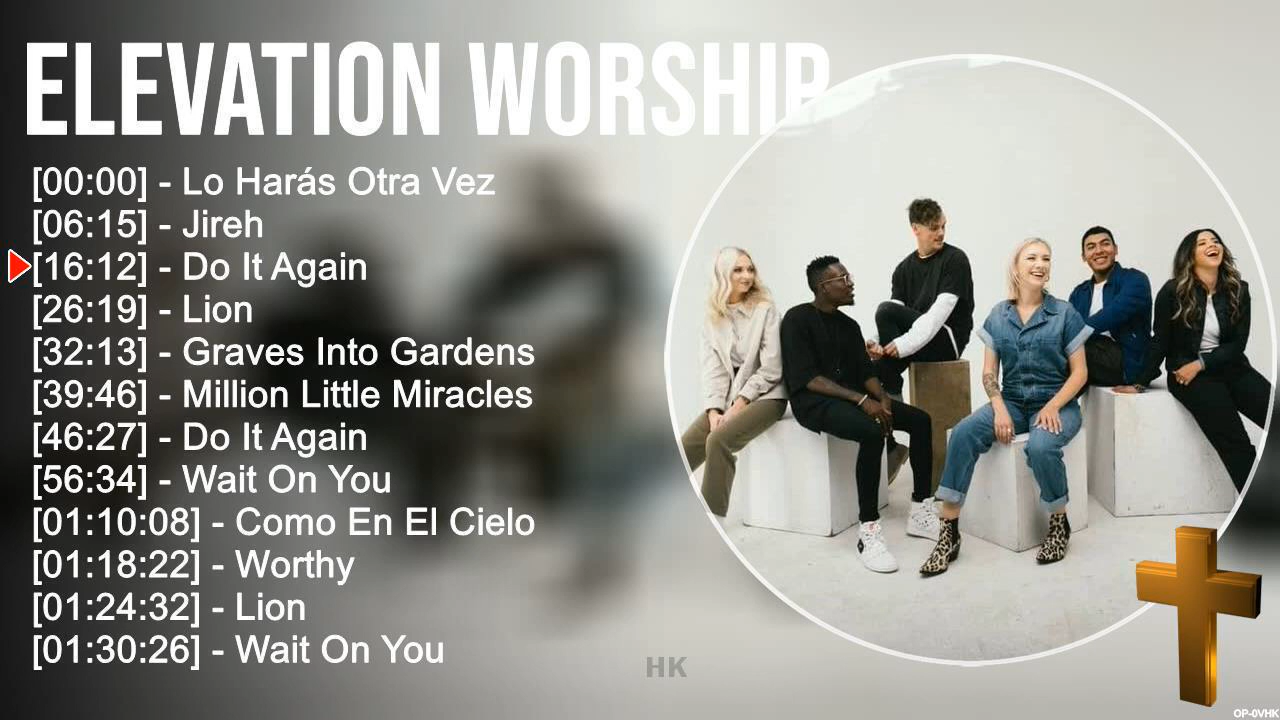 ELEVATION WORSHIP
[00:00] - Lo Harás Otra Vez
[06:15] - Jireh
[16:12] - Do It Again
[26:19] - Lion
[32:13] - Graves Into Gardens
[39:46] - Million Little Miracles
[46:27] - Do It Again
[56:34] - Wait On You
[01:10:08] - Como En El Cielo
[01:18:22] - Worthy
[01:24:32] - Lion
[01:30:26] - Wait On You
HK
OP-0VHK